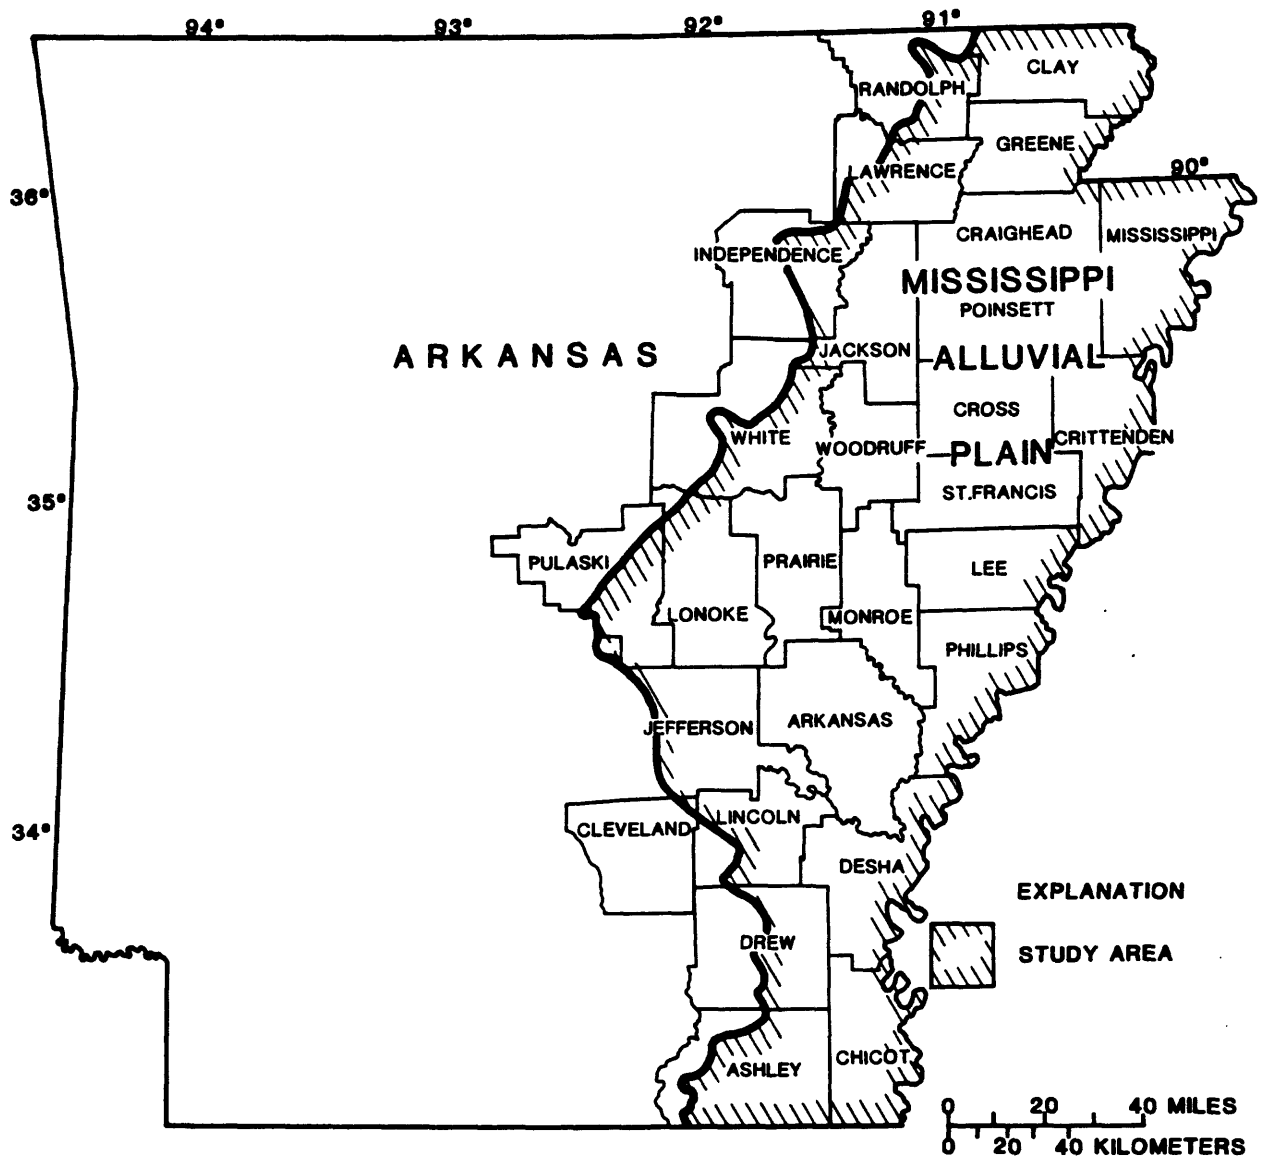 94° 93° 92° 91°
CLAY
RANDOLPH
GREENE
LAWRENCE
90°
36°
CRAIGHEAD
MISSISSIPPI
INDEPENDENCE
MISSISSIPPI
POINSETT
JACKSON
ARKANSAS
ALLUVIAL
CROSS
WHITE
WOODRUFF
CRITTENDEN
PLAIN
ST.FRANCIS
35°
PULASKI
PRAIRIE
LEE
LONOKE
MONROE
PHILLIPS
JEFFERSON
ARKANSAS
34°
CLEVELAND
LINCOLN
DESHA
EXPLANATION
DREW
STUDY AREA
ASHLEY
CHICOT
0 20 40 MILES
0 20 40 KILOMETERS